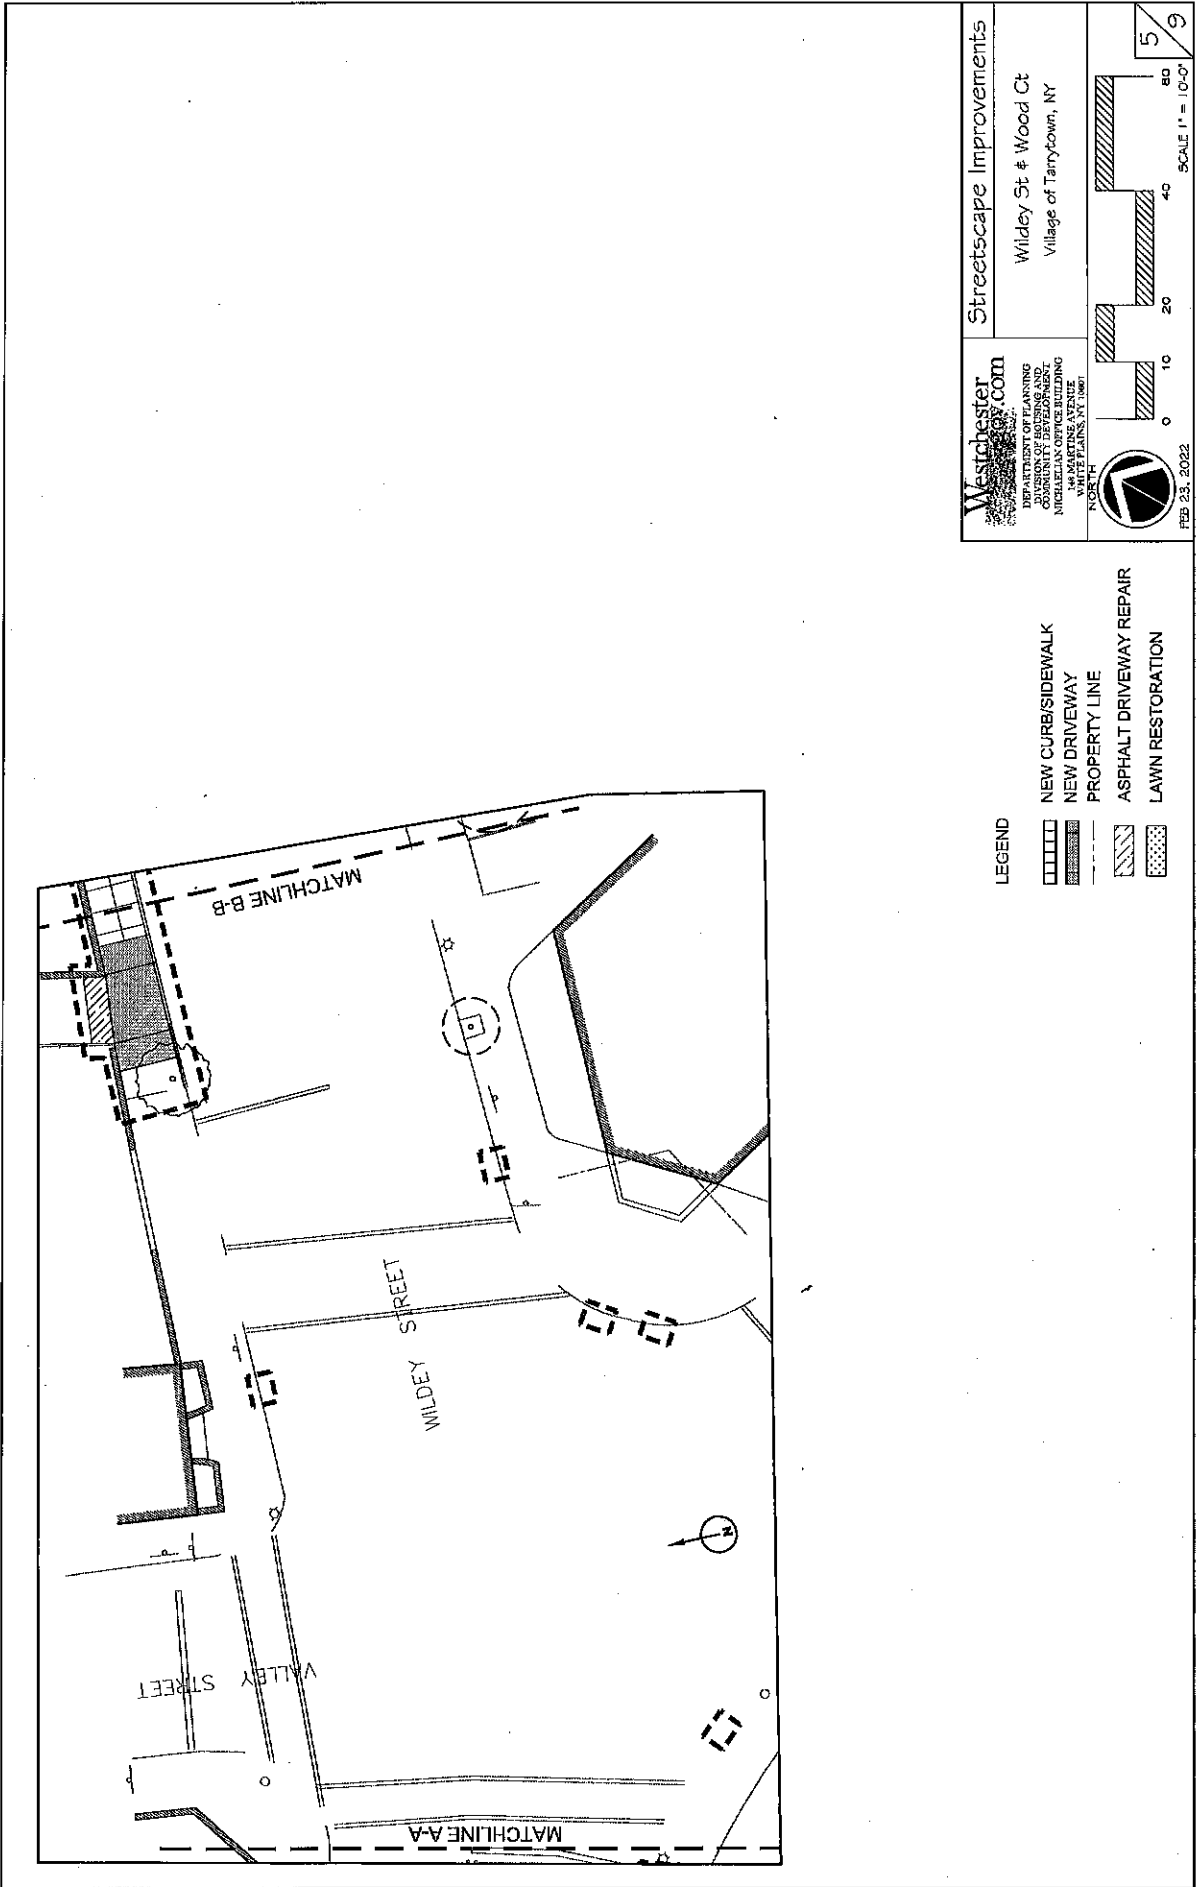 Streetscape Improvements
Wildey St & Wood Ct
Village of Tarrytown, NY
5/9
Westchester
gov.com
DEPARTMENT OF PLANNING
DIVISION OF HOUSING AND
COMMUNITY DEVELOPMENT
MICHAELIAN OFFICE BUILDING
148 MARTINE AVENUE
WHITE PLAINS, NY 10601
NORTH
0 10 20 40 80
FEB 23, 2022
SCALE 1" = 10'-0"
LEGEND
NEW CURB/SIDEWALK
NEW DRIVEWAY
PROPERTY LINE
ASPHALT DRIVEWAY REPAIR
LAWN RESTORATION
MATCHLINE B-B
WILDEY STREET
VALLEY STREET
MATCHLINE A-A
N